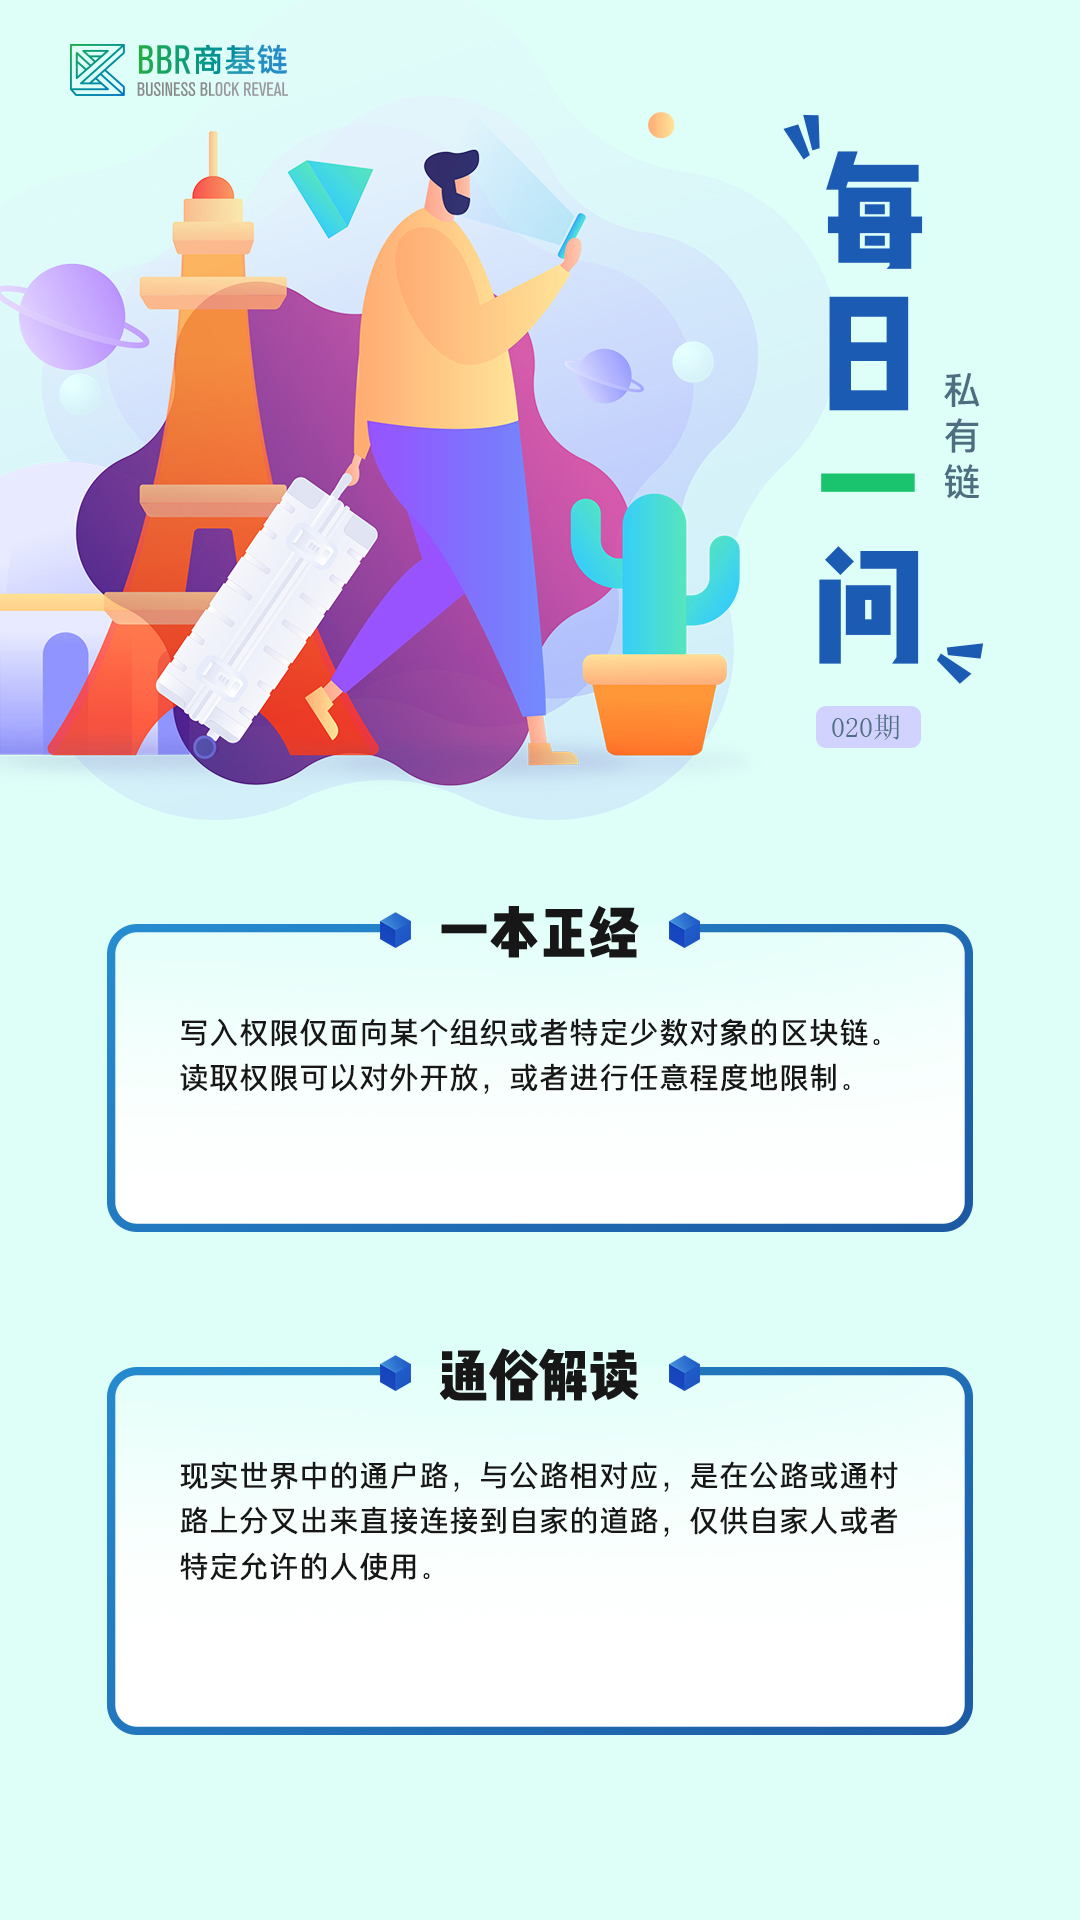 BBR商基链
BUSINESS BLOCK REVEAL
每日一问
私有链
020期
一本正经
写入权限仅面向某个组织或者特定少数对象的区块链。
读取权限可以对外开放，或者进行任意程度地限制。
通俗解读
现实世界中的通户路，与公路相对应，是在公路或通村
路上分叉出来直接连接到自家的道路，仅供自家人或者
特定允许的人使用。